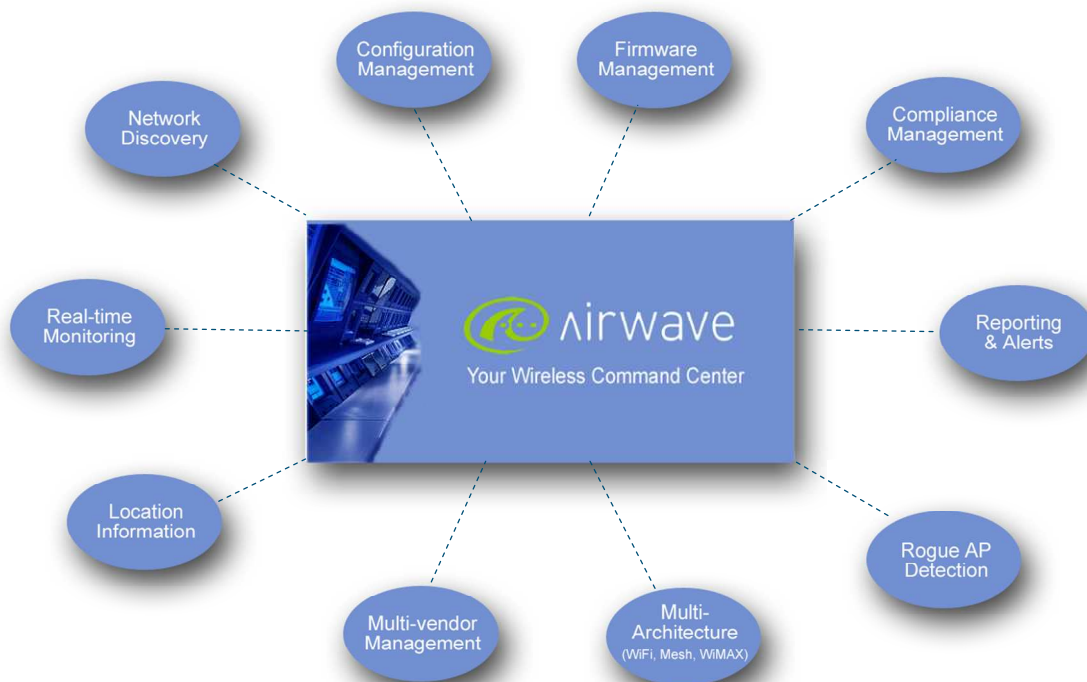 Configuration
Management
Firmware
Management
Network
Discovery
Compliance
Management
Real-time
Monitoring
Airwave
Your Wireless Command Center
Reporting
& Alerts
Location
Information
Rogue AP
Detection
Multi-vendor
Management
Multi-
Architecture
(WiFi, Mesh, WiMAX)